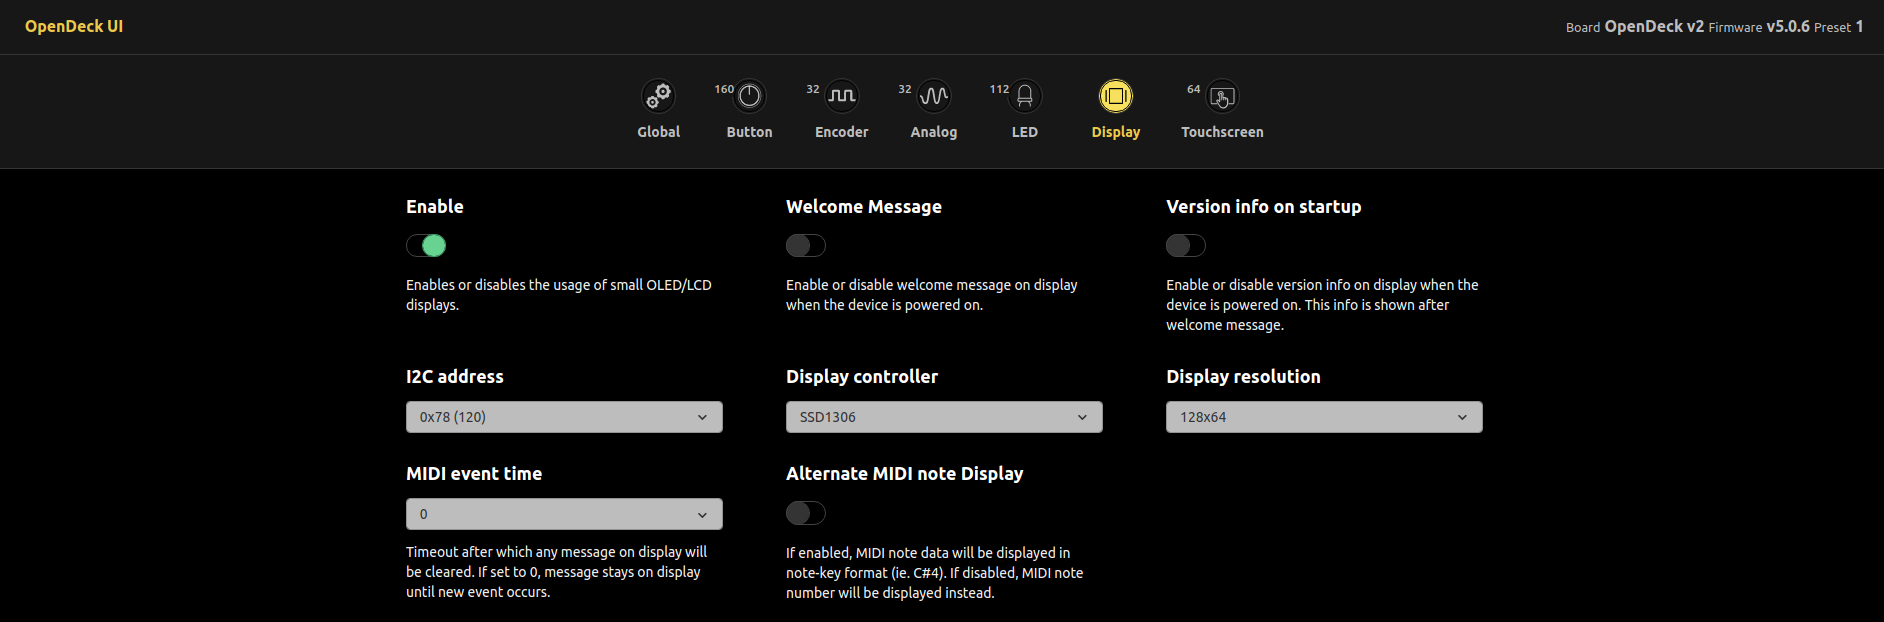 OpenDeck UI
Board OpenDeck v2 Firmware v5.0.6 Preset 1
Global
160 Button
32 Encoder
32 Analog
112 LED
Display
64 Touchscreen
Enable
Enables or disables the usage of small OLED/LCD
displays.
Welcome Message
Enable or disable welcome message on display
when the device is powered on.
Version info on startup
Enable or disable version info on display when the
device is powered on. This info is shown after
welcome message.
I2C address
0x78 (120)
Display controller
SSD1306
Display resolution
128x64
MIDI event time
0
Timeout after which any message on display will
be cleared. If set to 0, message stays on display
until new event occurs.
Alternate MIDI note Display
If enabled, MIDI note data will be displayed in
note-key format (ie. C#4). If disabled, MIDI note
number will be displayed instead.